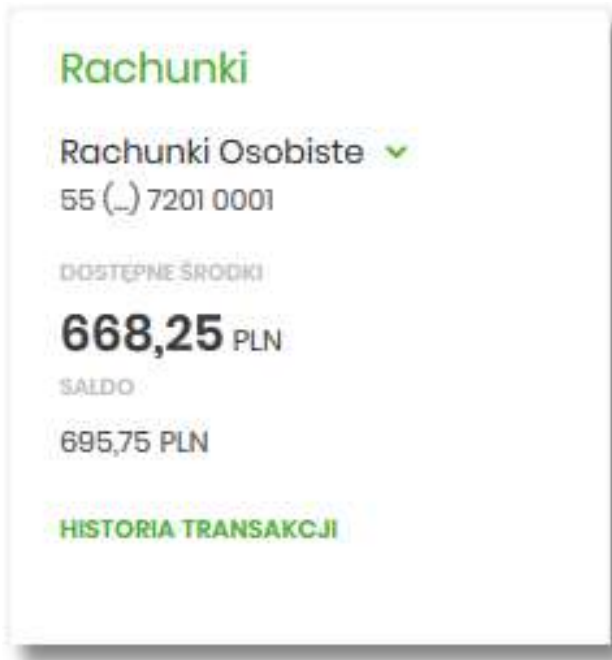 Rachunki
Rachunki Osobiste
55 (...) 7201 0001
DOSTĘPNE ŚRODKI
668,25 PLN
SALDO
695,75 PLN
HISTORIA TRANSAKCJI